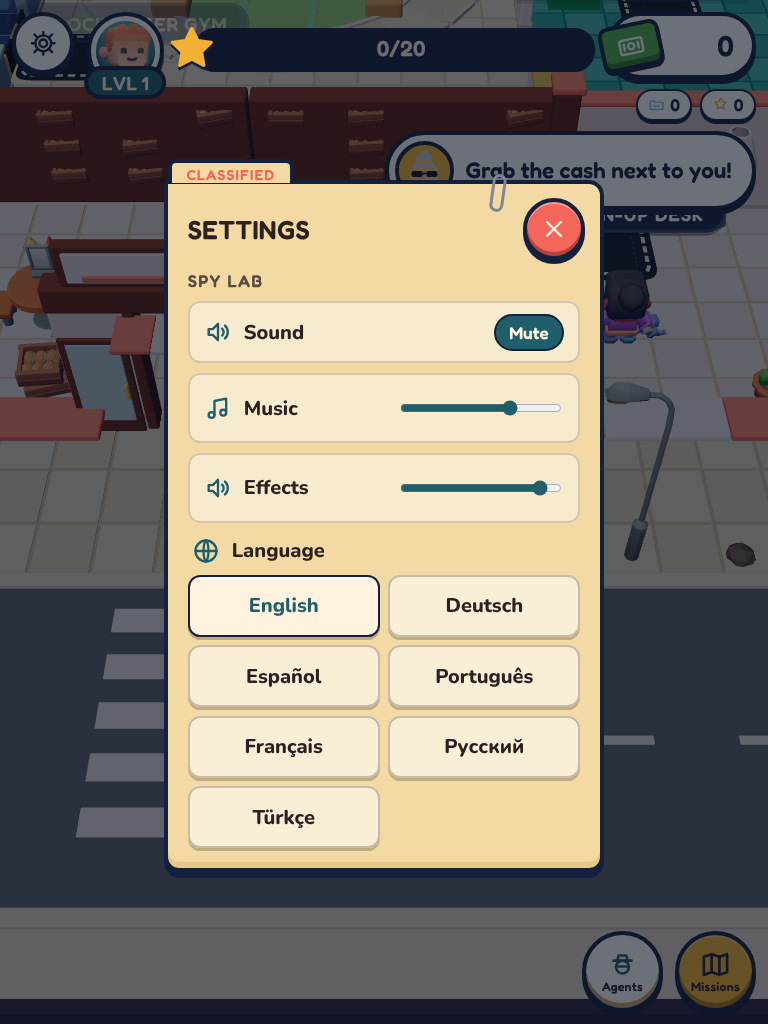 0/20
0
LVL 1
0 0
Grab the cash next to you!
CLASSIFIED
SETTINGS
SPY LAB
Sound Mute
Music
Effects
Language
English Deutsch
Español Português
Français Русский
Türkçe
Agents Missions